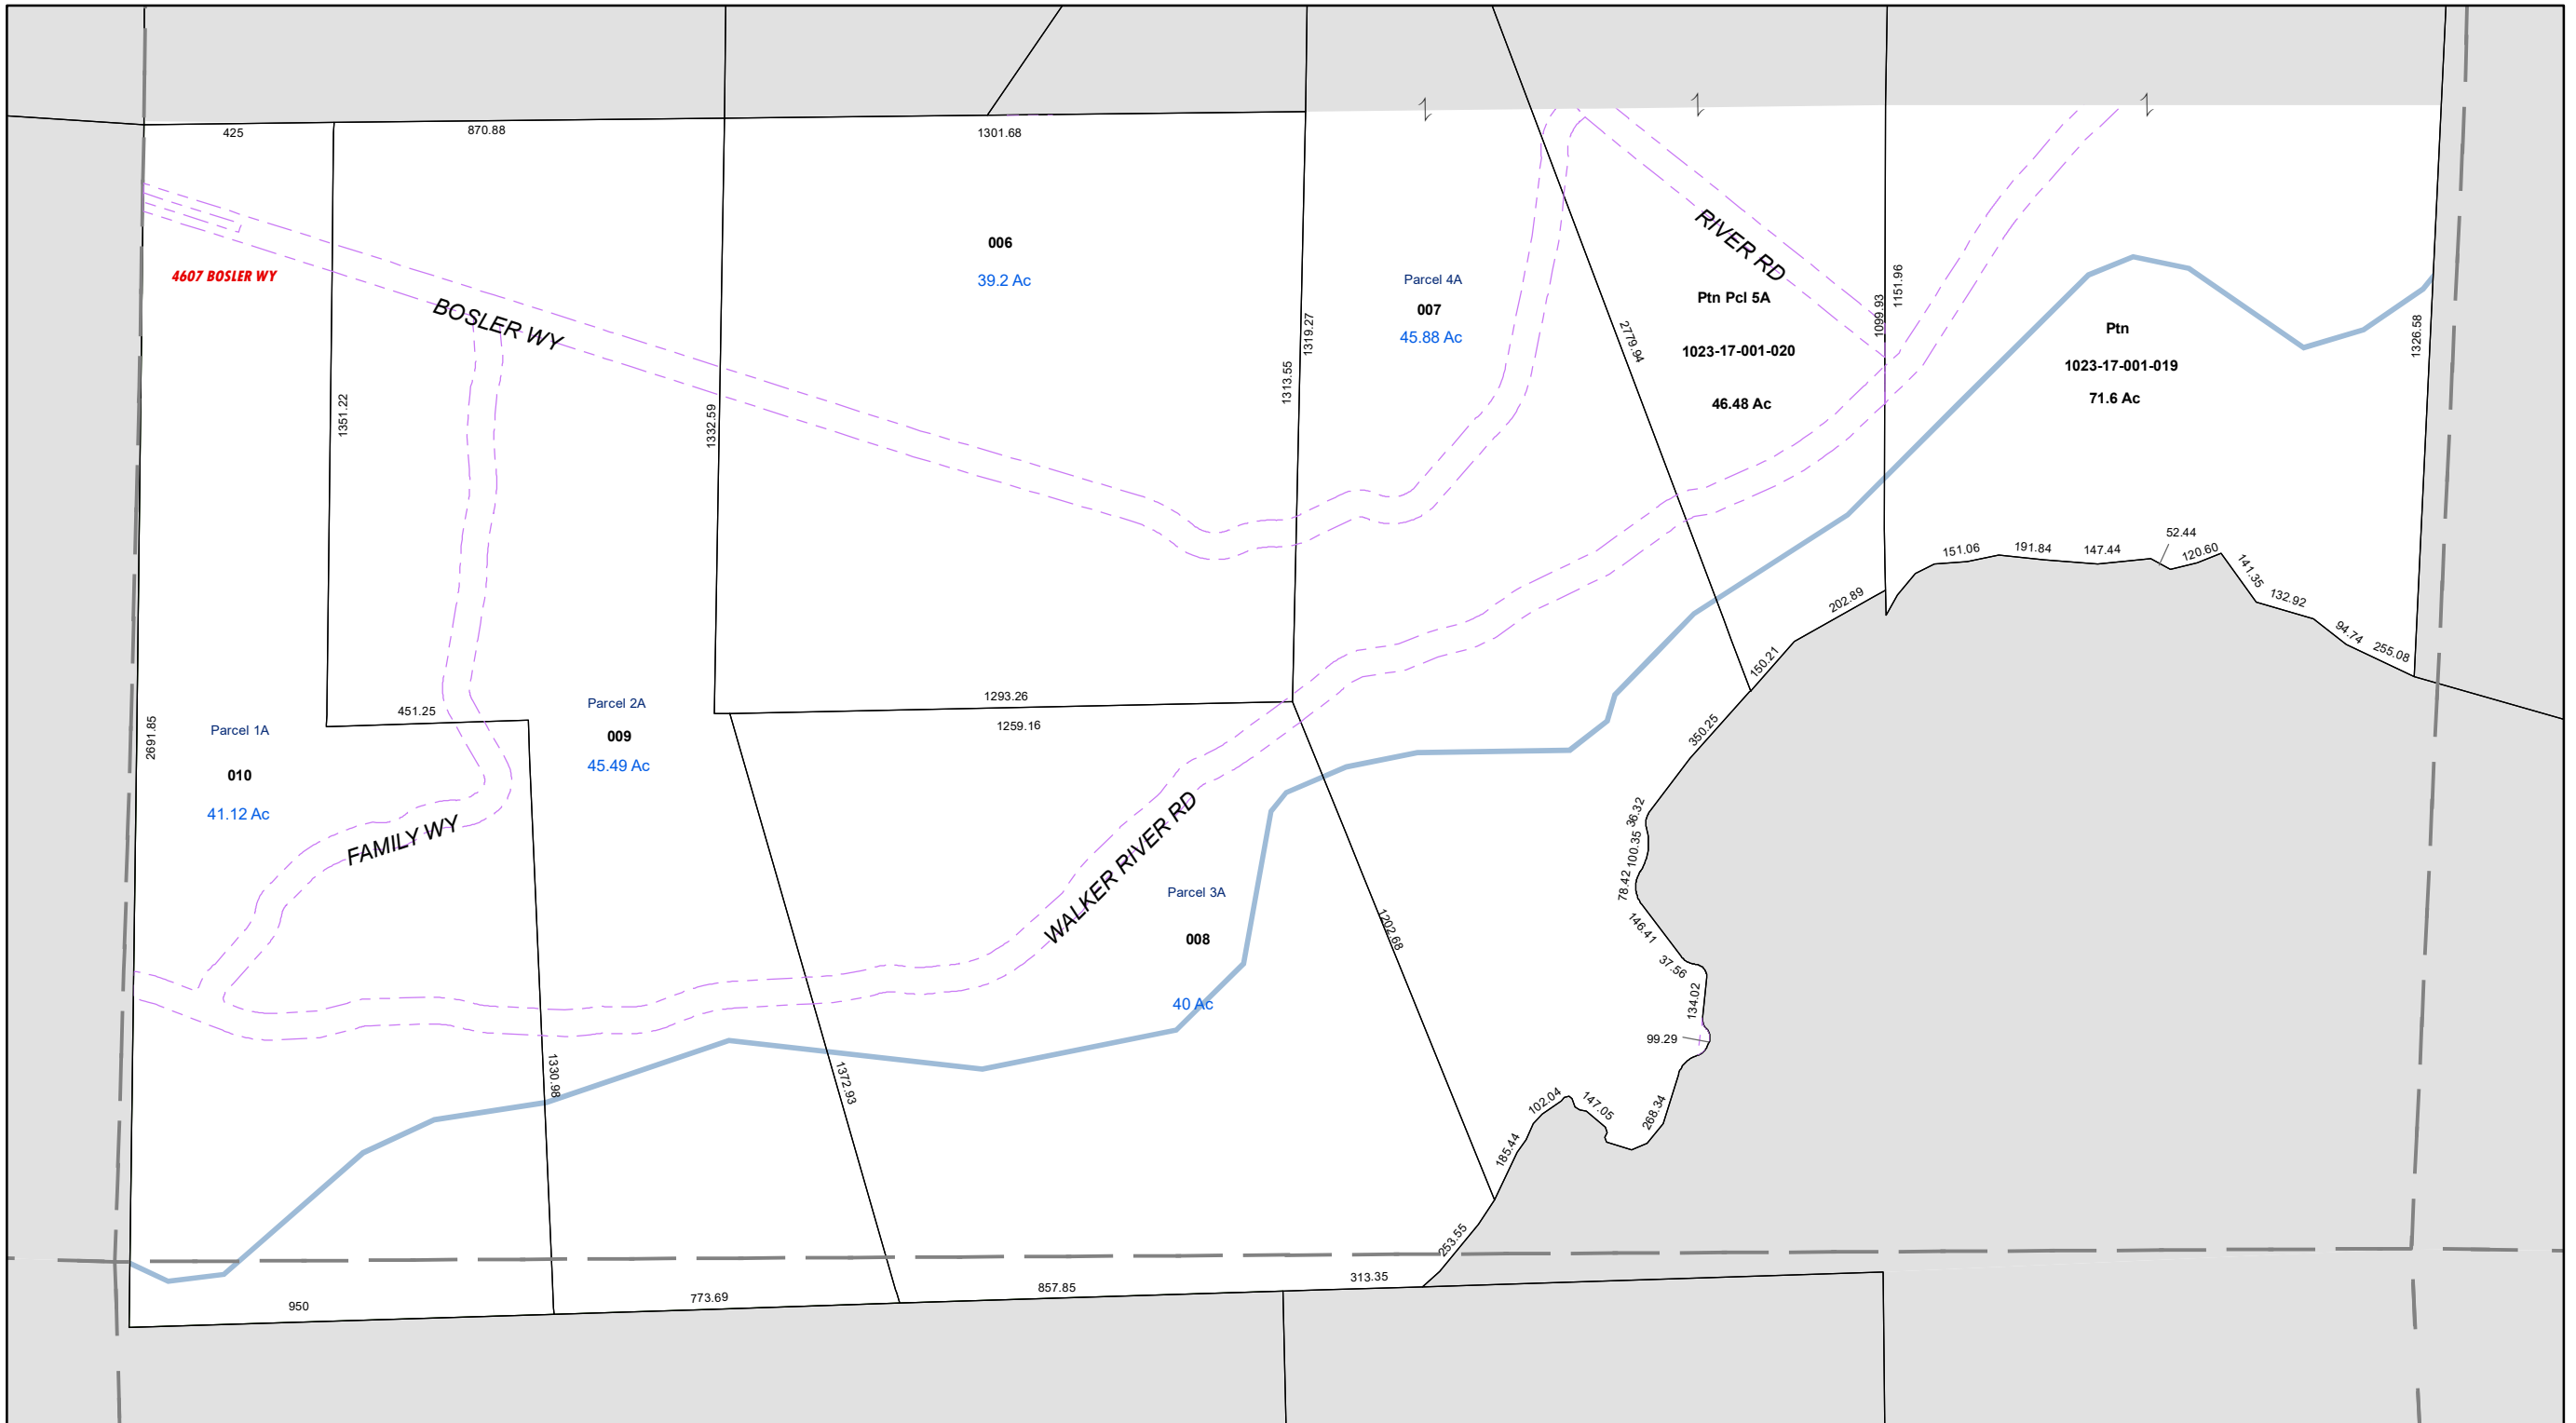 425
870.88
1301.68
4607 BOSLER WY
BOSLER WY
006
39.2 Ac
Parcel 4A
007
45.88 Ac
RIVER RD
Ptn Pcl 5A
1023-17-001-020
46.48 Ac
Ptn
1023-17-001-019
71.6 Ac
1351.22
1332.59
1313.55
1319.27
2779.94
1099.93
1151.96
1326.58
151.06
191.84
147.44
52.44
120.60
141.35
132.92
94.74
255.08
202.89
150.21
350.25
451.25
1293.26
1259.16
2691.85
Parcel 1A
010
41.12 Ac
Parcel 2A
009
45.49 Ac
FAMILY WY
WALKER RIVER RD
Parcel 3A
008
40 Ac
1202.68
36.32
100.35
78.42
146.41
37.56
134.02
99.29
268.34
147.05
102.04
185.44
253.55
1330.98
1372.93
950
773.69
857.85
313.35